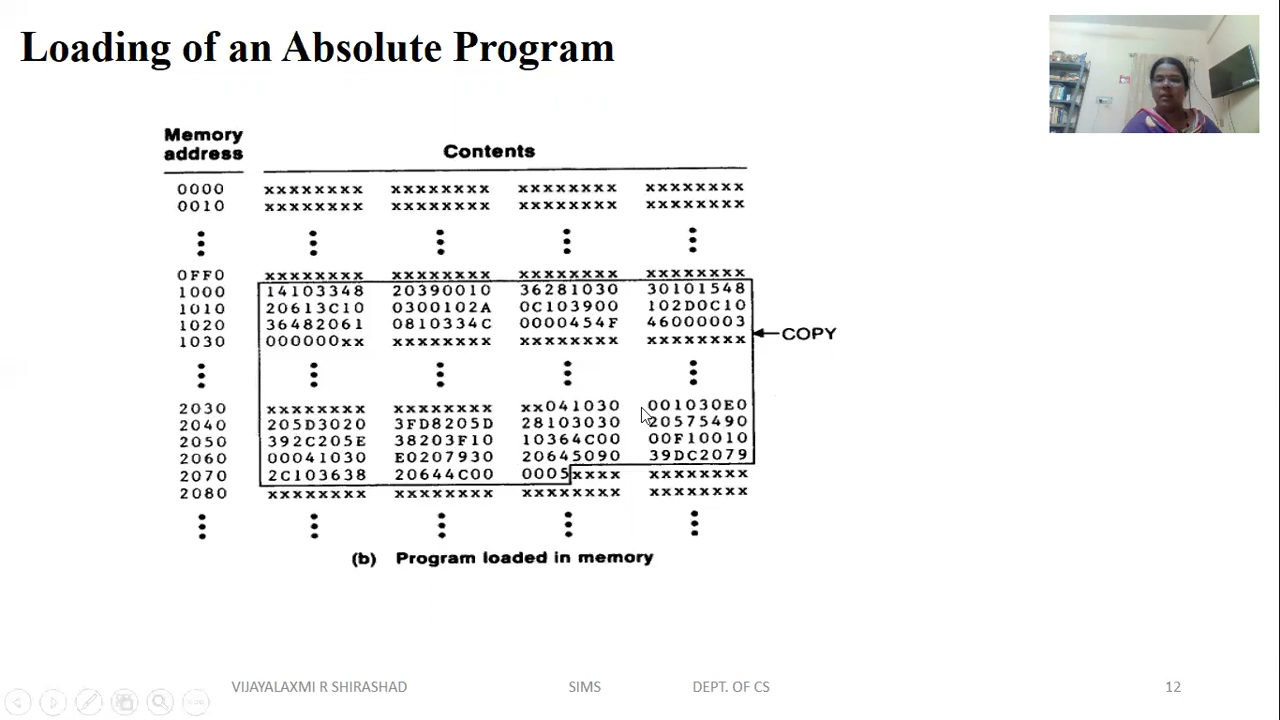 Loading of an Absolute Program
Memory address Contents
0000 xxxxxxxx xxxxxxxx xxxxxxxx xxxxxxxx
0010 xxxxxxxx xxxxxxxx xxxxxxxx xxxxxxxx
0FF0 xxxxxxxx xxxxxxxx xxxxxxxx xxxxxxxx
1000 14103348 20390010 36281030 30101548
1010 20613C10 0300102A 0C103900 102D0C10
1020 36482061 0810334C 0000454F 46000003
1030 000000xx xxxxxxxx xxxxxxxx xxxxxxxx
COPY
2030 xxxxxxxx xxxxxxxx xx041030 001030E0
2040 205D3020 3FD8205D 28103030 20575490
2050 392C205E 38203F10 10364C00 00F10010
2060 00041030 E0207930 20645090 39DC2079
2070 2C103638 20644C00 0005xxxx xxxxxxxx
2080 xxxxxxxx xxxxxxxx xxxxxxxx xxxxxxxx
(b) Program loaded in memory
VIJAYALAXMI R SHIRASHAD SIMS DEPT. OF CS 12